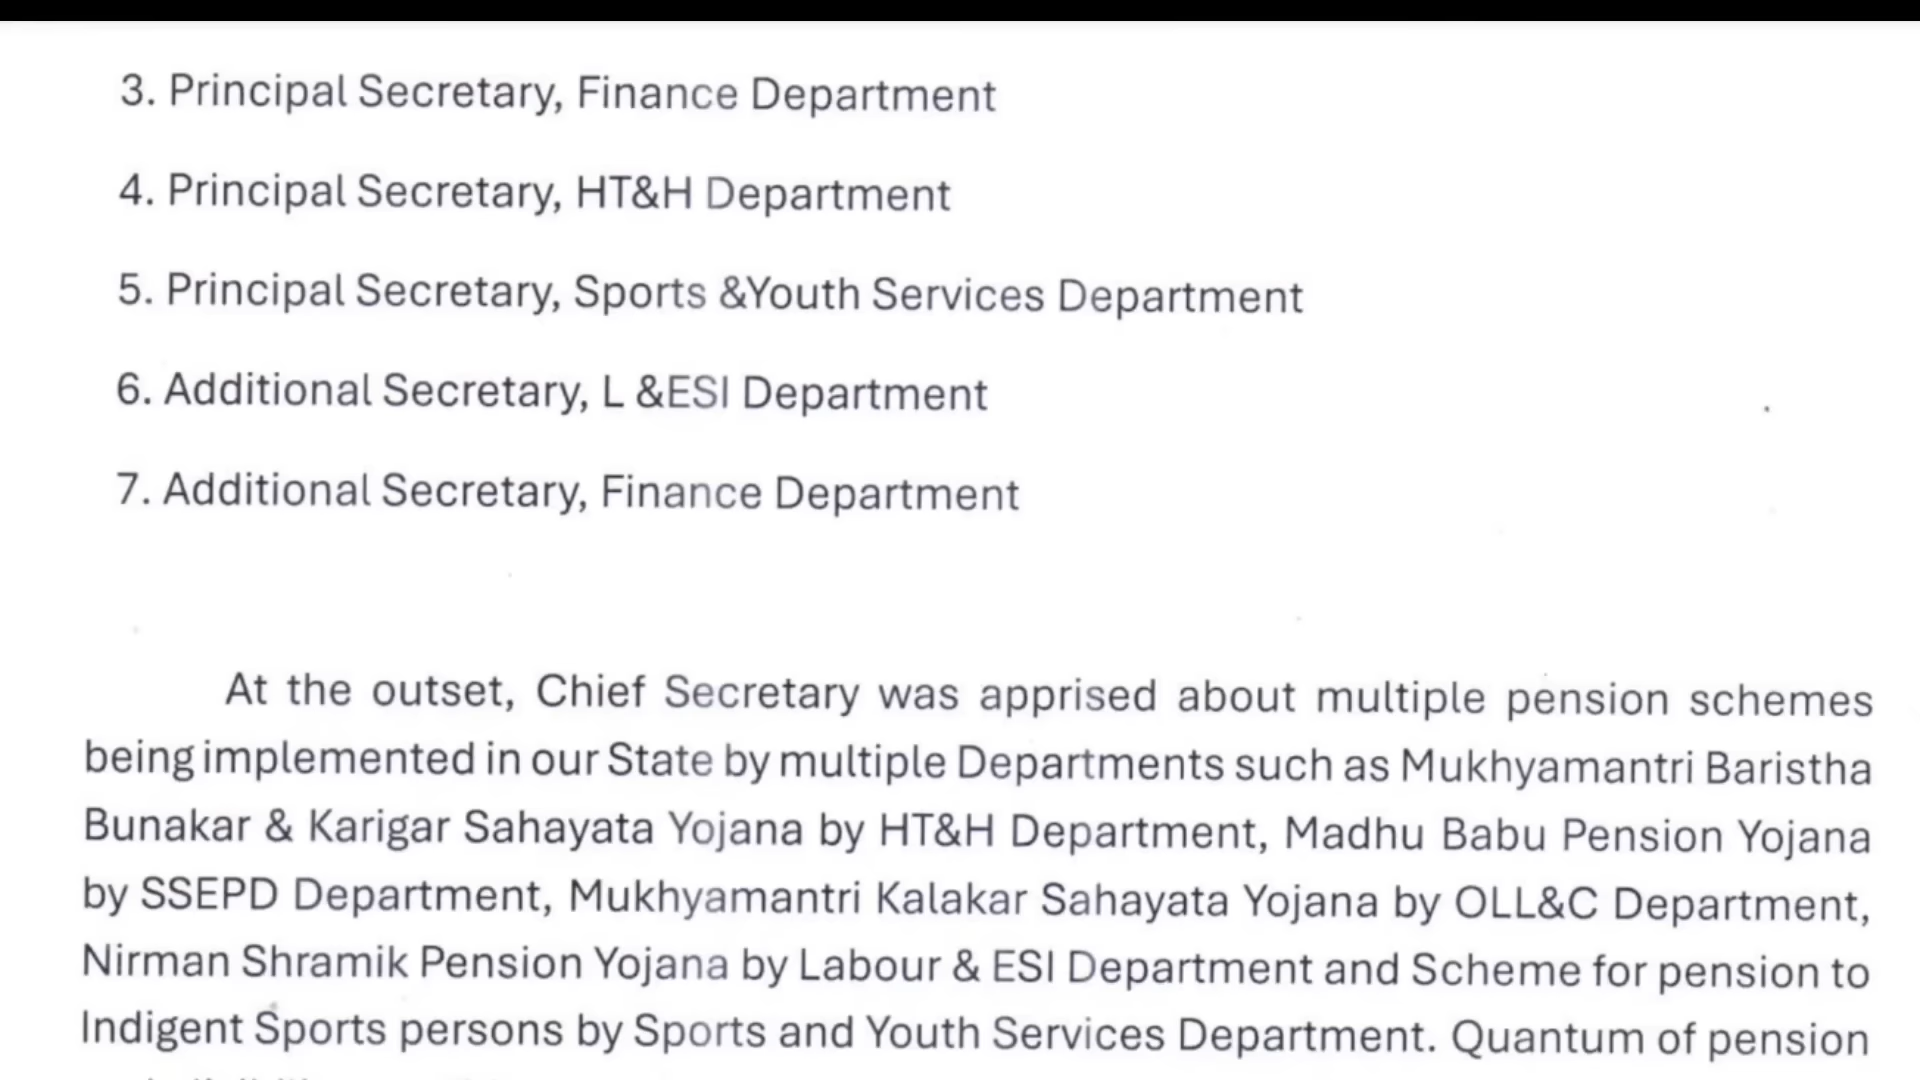 3. Principal Secretary, Finance Department
4. Principal Secretary, HT&H Department
5. Principal Secretary, Sports &Youth Services Department
6. Additional Secretary, L &ESI Department
7. Additional Secretary, Finance Department
At the outset, Chief Secretary was apprised about multiple pension schemes
being implemented in our State by multiple Departments such as Mukhyamantri Baristha
Bunakar & Karigar Sahayata Yojana by HT&H Department, Madhu Babu Pension Yojana
by SSEPD Department, Mukhyamantri Kalakar Sahayata Yojana by OLL&C Department,
Nirman Shramik Pension Yojana by Labour & ESI Department and Scheme for pension to
Indigent Sports persons by Sports and Youth Services Department. Quantum of pension